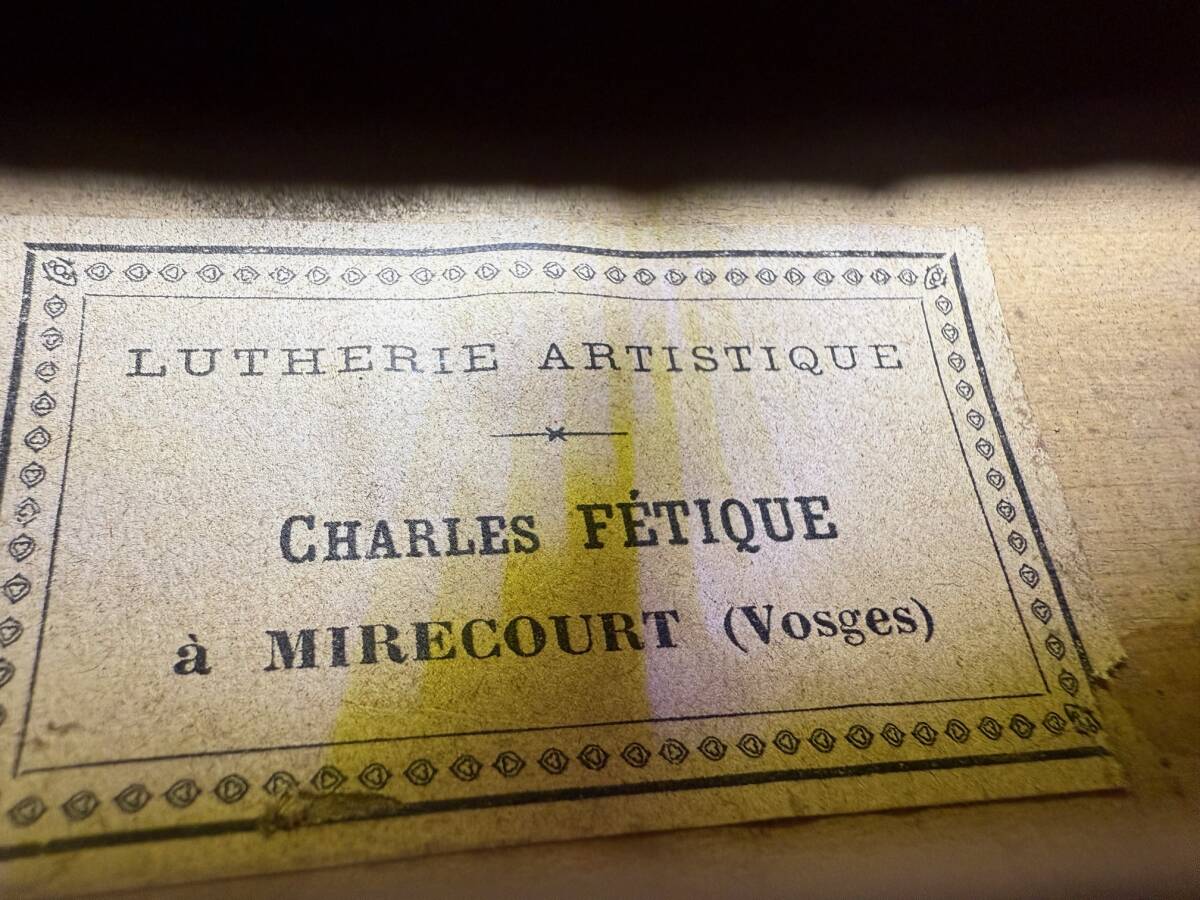 LUTHERIE ARTISTIQUE
CHARLES FÉTIQUE
à MIRECOURT (Vosges)